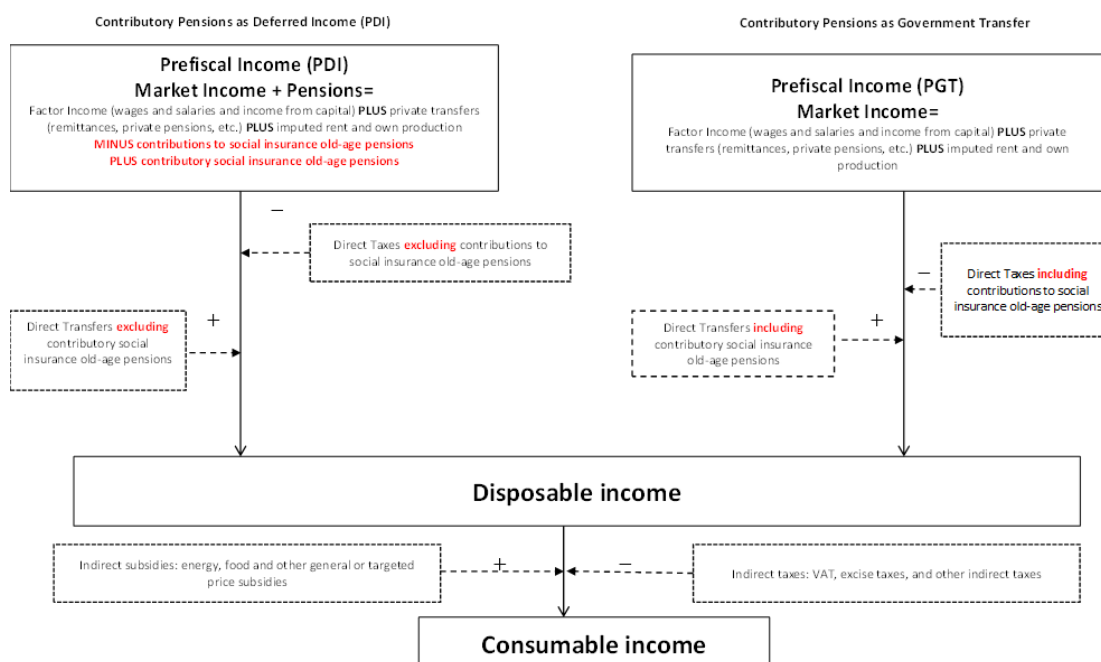 Contributory Pensions as Deferred Income (PDI)
Contributory Pensions as Government Transfer
Prefiscal Income (PDI)
Market Income + Pensions=
Factor Income (wages and salaries and income from capital) PLUS private transfers
(remittances, private pensions, etc.) PLUS imputed rent and own production
MINUS contributions to social insurance old-age pensions
PLUS contributory social insurance old-age pensions
Prefiscal Income (PGT)
Market Income=
Factor Income (wages and salaries and income from capital) PLUS private
transfers (remittances, private pensions, etc.) PLUS imputed rent and own
production
−
Direct Taxes excluding contributions to
social insurance old-age pensions
−
Direct Taxes including
contributions to social
insurance old-age pensions
+
Direct Transfers excluding
contributory social
insurance old-age pensions
+
Direct Transfers including
contributory social insurance
old-age pensions
Disposable income
Indirect subsidies: energy, food and other general or targeted
price subsidies
+
−
Indirect taxes: VAT, excise taxes, and other indirect taxes
Consumable income